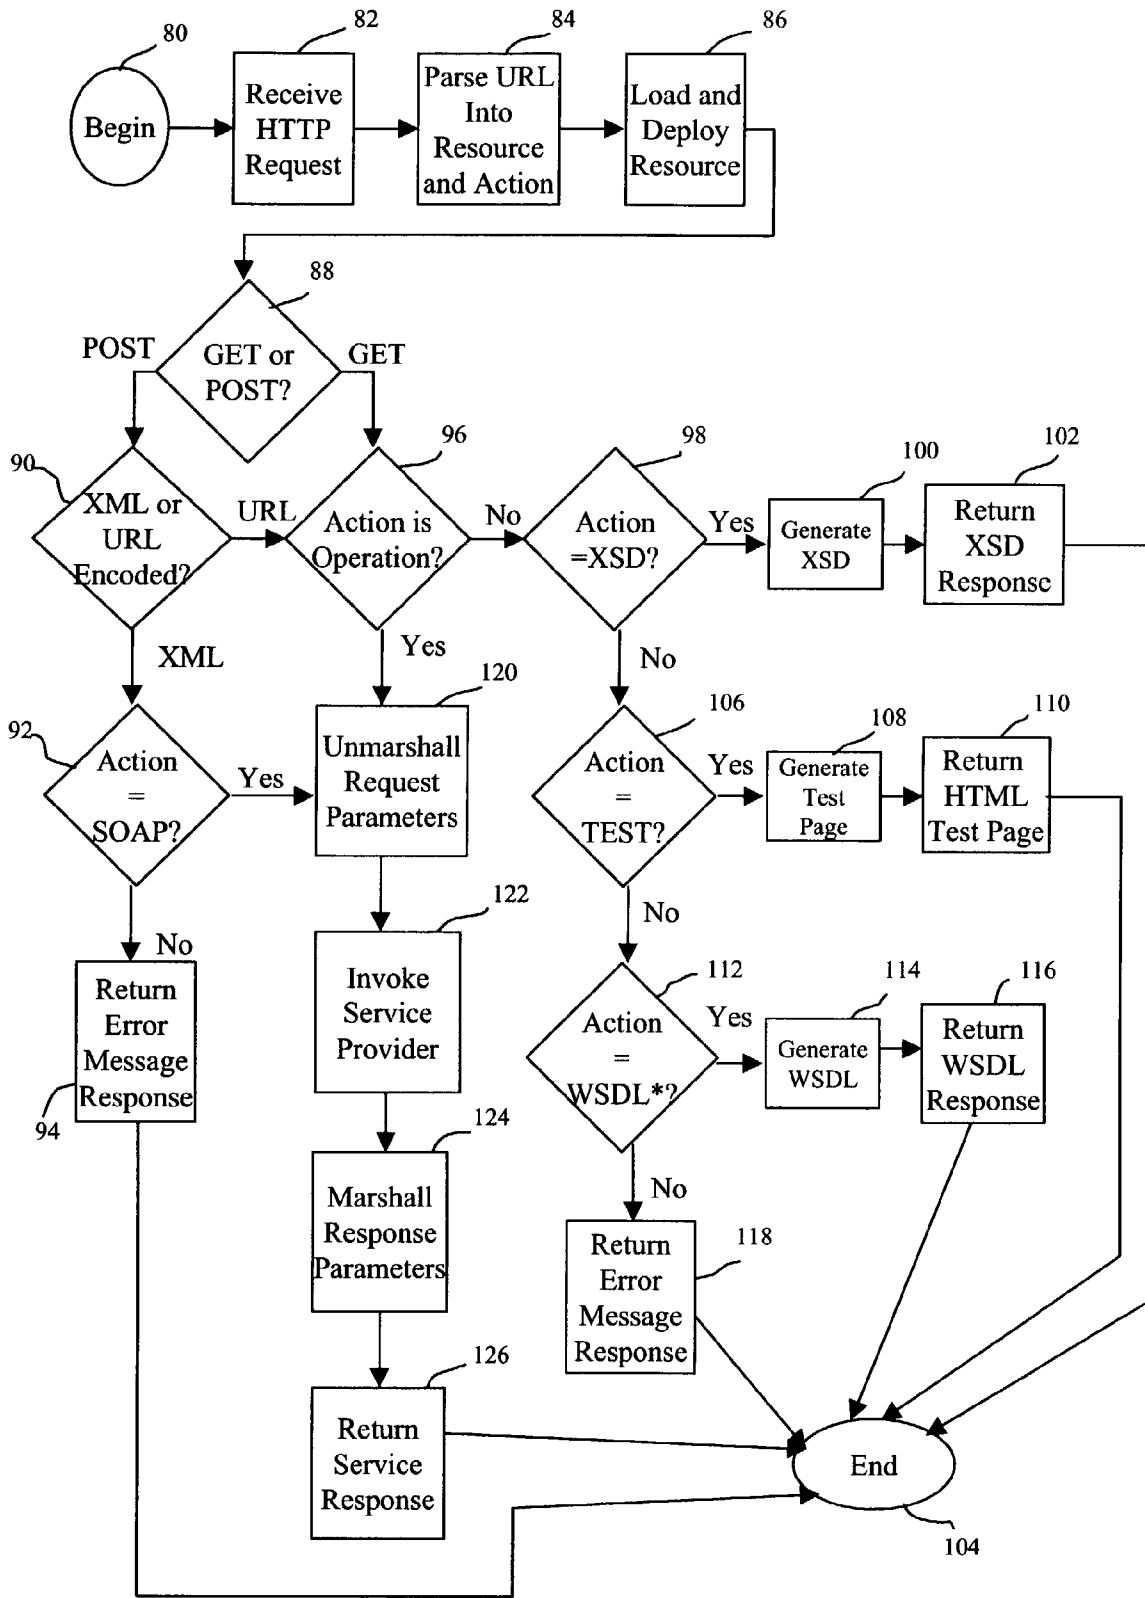 80
82
84
86
Begin
Receive
HTTP
Request
Parse URL
Into
Resource
and Action
Load and
Deploy
Resource
88
POST
GET
GET or
POST?
90
96
98
100
102
XML or
URL
Encoded?
URL
Action is
Operation?
No
Action
=XSD?
Yes
Generate
XSD
Return
XSD
Response
XML
Yes
No
92
120
106
108
110
Action
=
SOAP?
Yes
Unmarshall
Request
Parameters
Action
=
TEST?
Yes
Generate
Test
Page
Return
HTML
Test Page
No
122
No
94
Return
Error
Message
Response
Invoke
Service
Provider
112
114
116
Action
=
WSDL*?
Yes
Generate
WSDL
Return
WSDL
Response
124
No
Marshall
Response
Parameters
118
Return
Error
Message
Response
126
Return
Service
Response
End
104